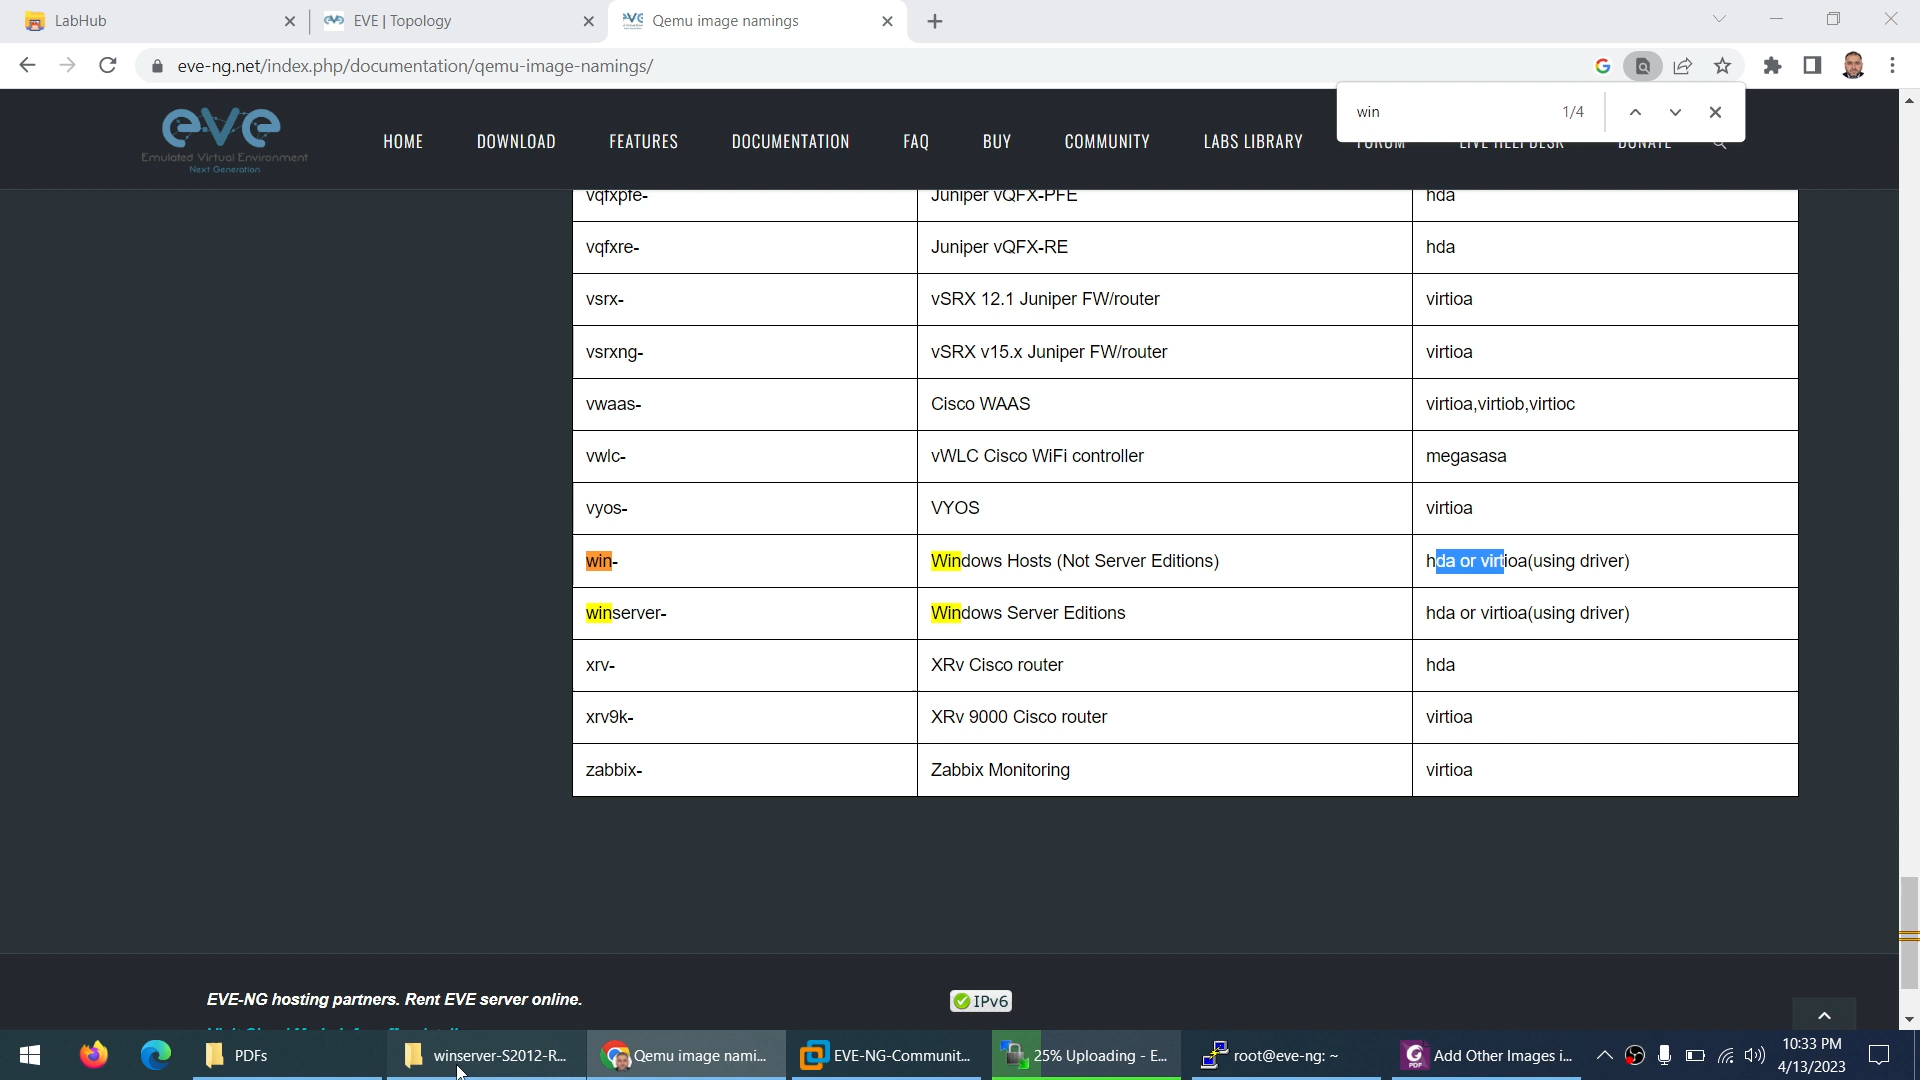 LabHub
EVE | Topology
Qemu image namings
eve-ng.net/index.php/documentation/qemu-image-namings/
win
1/4
eve
Emulated Virtual Environment
Next Generation
HOME
DOWNLOAD
FEATURES
DOCUMENTATION
FAQ
BUY
COMMUNITY
LABS LIBRARY
FORUM
LIVE HELPDESK
DONATE
vqfxpfe-
Juniper vQFX-PFE
hda
vqfxre-
Juniper vQFX-RE
hda
vsrx-
vSRX 12.1 Juniper FW/router
virtioa
vsrxng-
vSRX v15.x Juniper FW/router
virtioa
vwaas-
Cisco WAAS
virtioa,virtiob,virtioc
vwlc-
vWLC Cisco WiFi controller
megasasa
vyos-
VYOS
virtioa
win-
Windows Hosts (Not Server Editions)
hda or virtioa(using driver)
winserver-
Windows Server Editions
hda or virtioa(using driver)
xrv-
XRv Cisco router
hda
xrv9k-
XRv 9000 Cisco router
virtioa
zabbix-
Zabbix Monitoring
virtioa
EVE-NG hosting partners. Rent EVE server online.
IPv6
PDFs
winserver-S2012-R...
Qemu image nami...
EVE-NG-Communit...
25% Uploading - E...
root@eve-ng: ~
Add Other Images i...
10:33 PM
4/13/2023